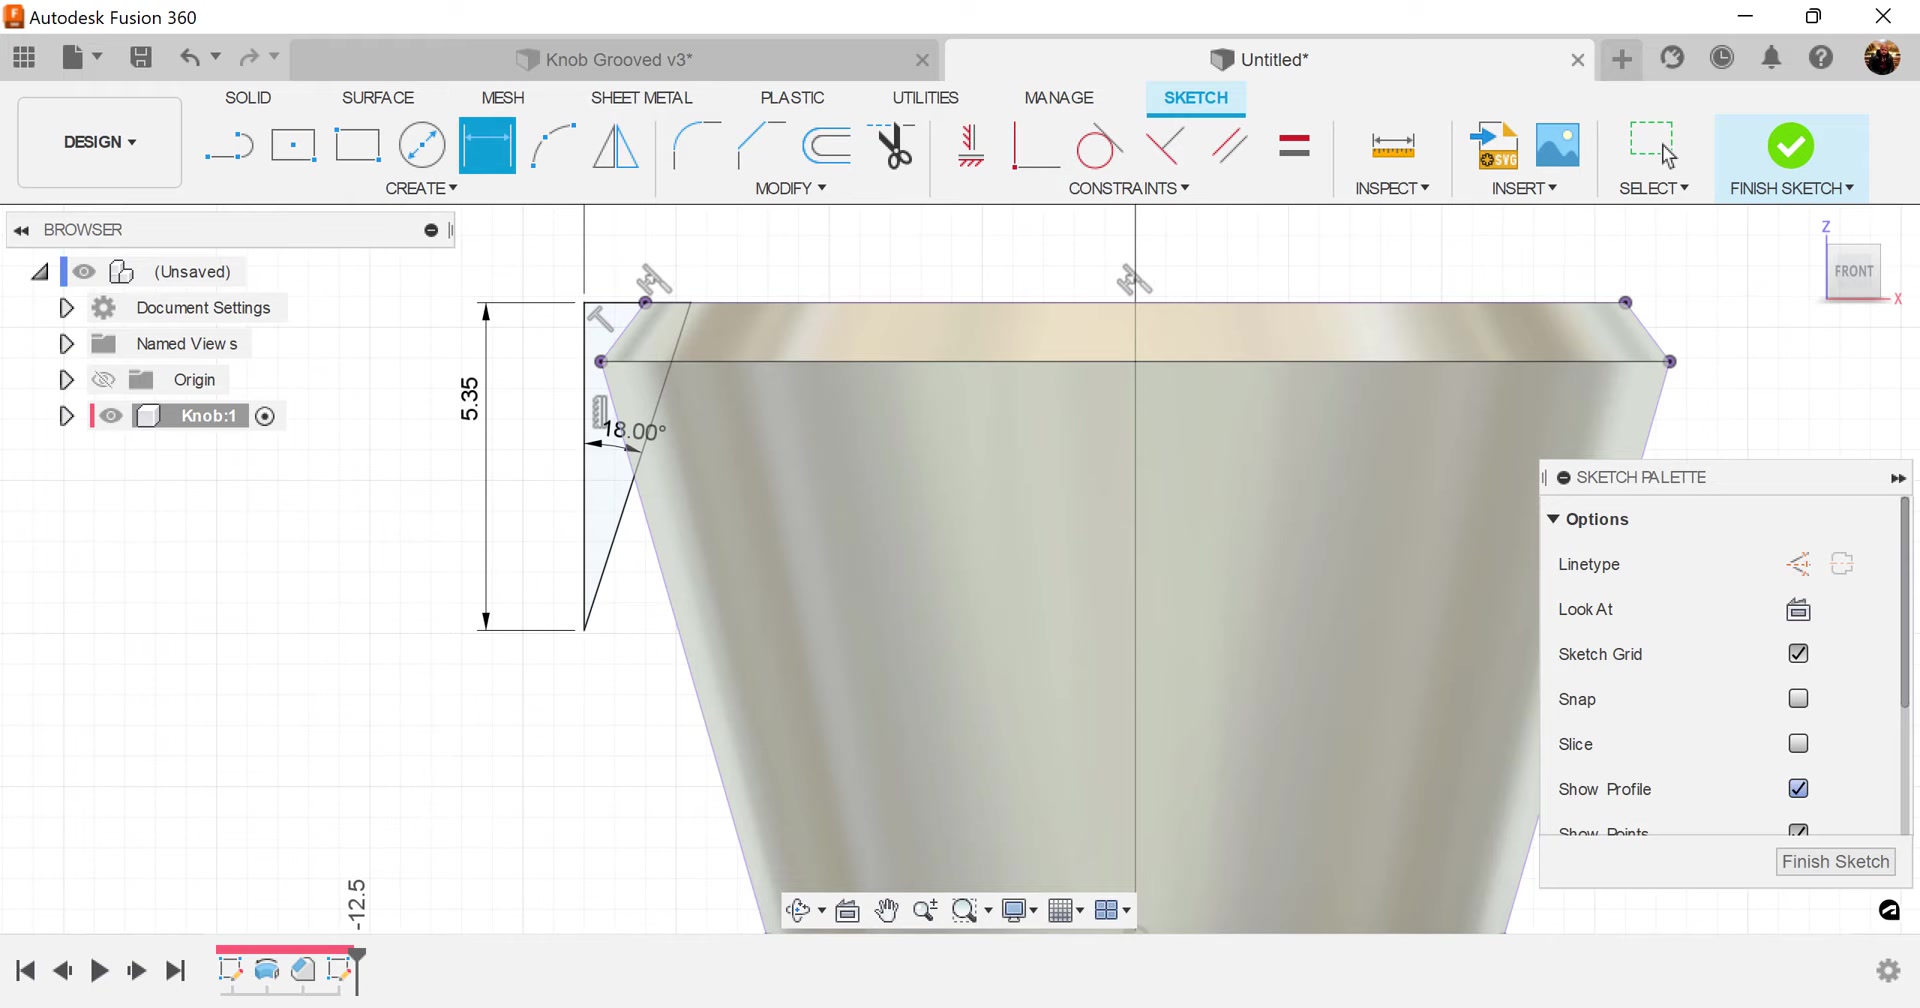 Autodesk Fusion 360
Knob Grooved v3*
Untitled*
SOLID SURFACE MESH SHEET METAL PLASTIC UTILITIES MANAGE SKETCH
DESIGN
CREATE MODIFY CONSTRAINTS INSPECT INSERT SELECT FINISH SKETCH
SVG
BROWSER
(Unsaved)
Document Settings
Named Views
Origin
Knob:1
Z
FRONT
X
5.35
18.00°
-12.5
SKETCH PALETTE
Options
Linetype
Look At
Sketch Grid
Snap
Slice
Show Profile
Show Points
Finish Sketch